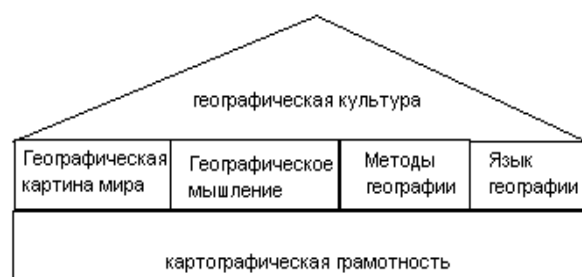 географическая культура
Географическая
картина мира
Географическое
мышление
Методы
географии
Язык
географии
картографическая грамотность